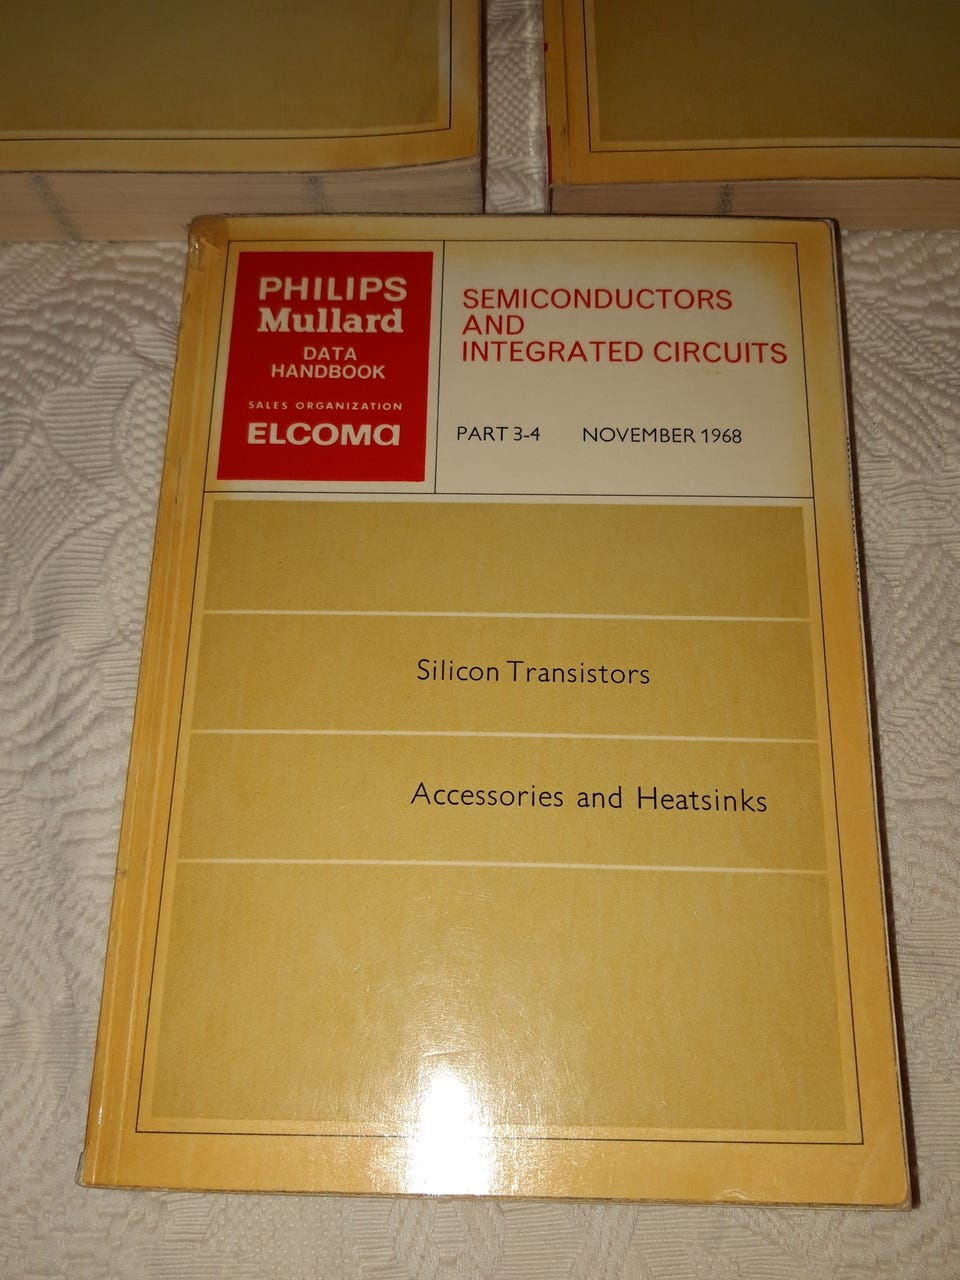 PHILIPS
Mullard
DATA
HANDBOOK
SALES ORGANIZATION
ELCOMa
SEMICONDUCTORS
AND
INTEGRATED CIRCUITS
PART 3-4 NOVEMBER 1968
Silicon Transistors
Accessories and Heatsinks